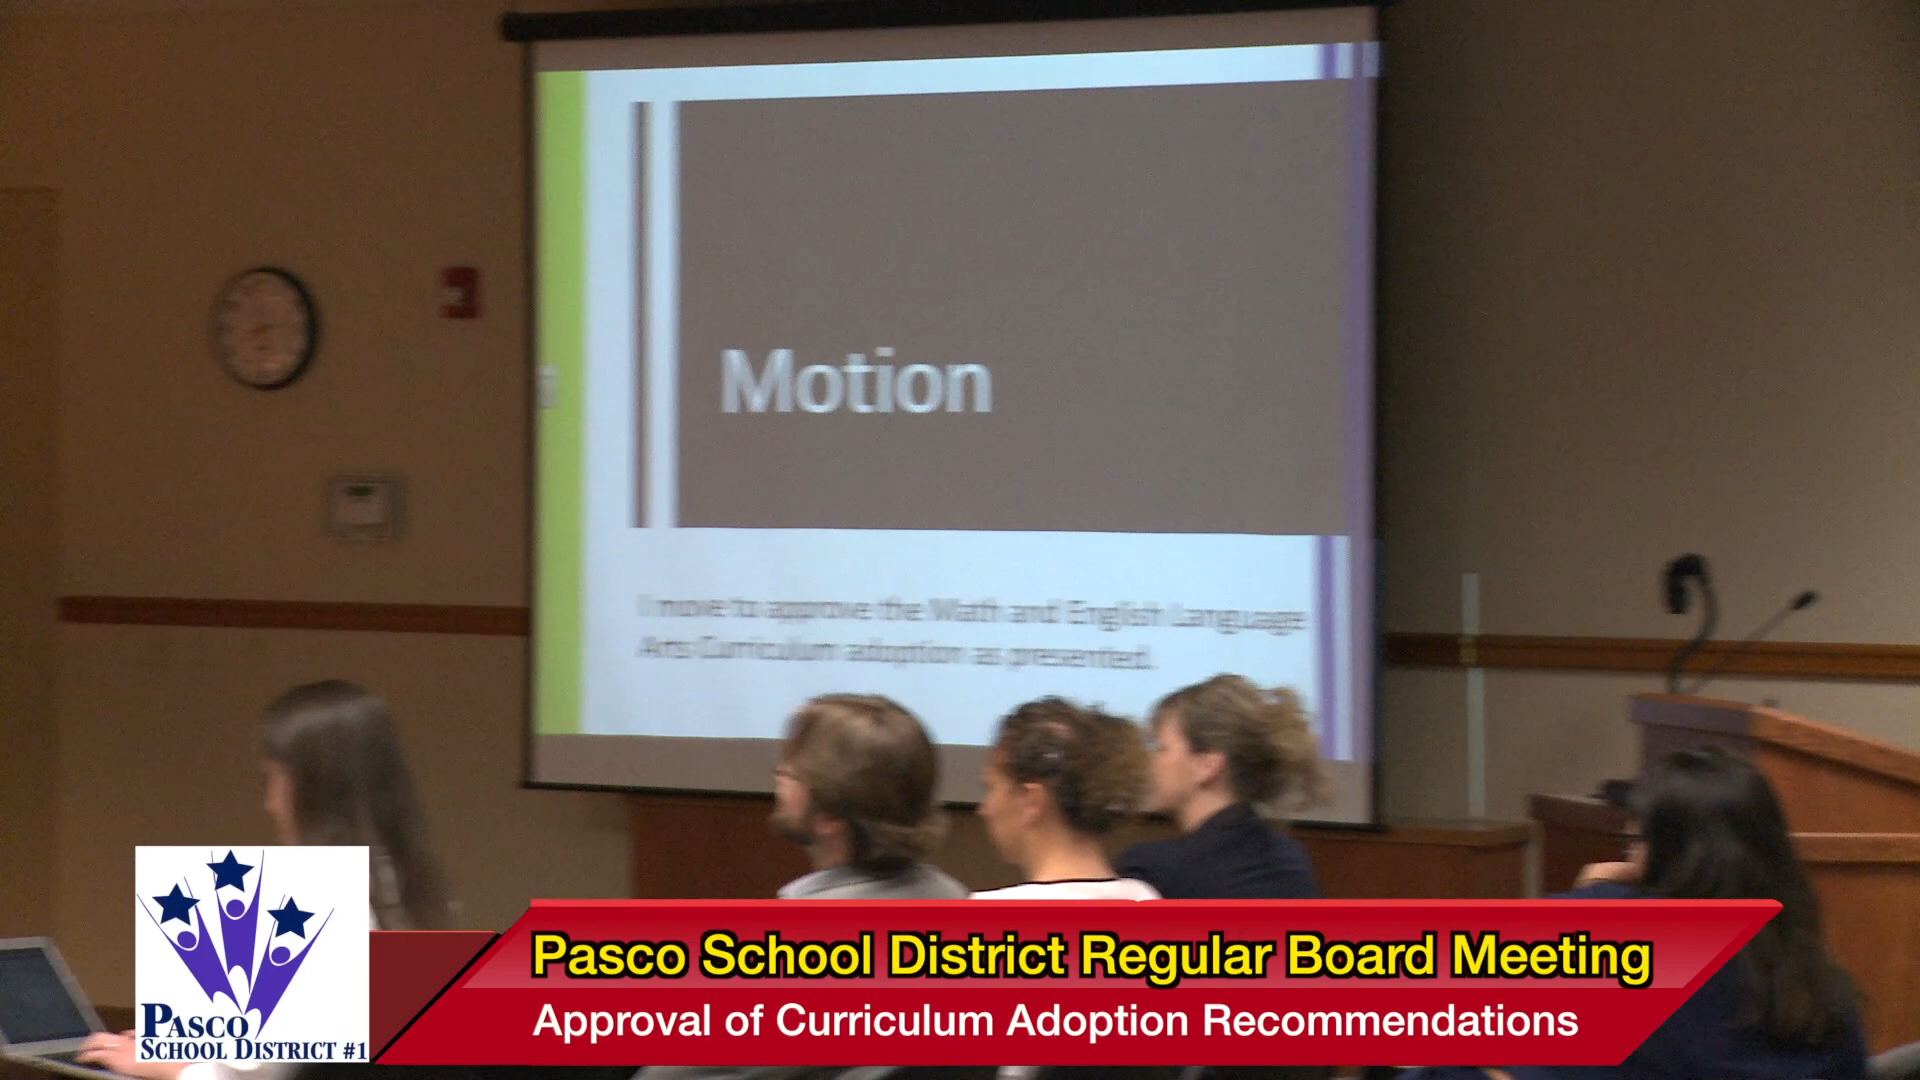 Motion
I move to approve the Math and English Language
Arts Curriculum adoption as presented.
Pasco School District Regular Board Meeting
Approval of Curriculum Adoption Recommendations
PASCO
SCHOOL DISTRICT #1